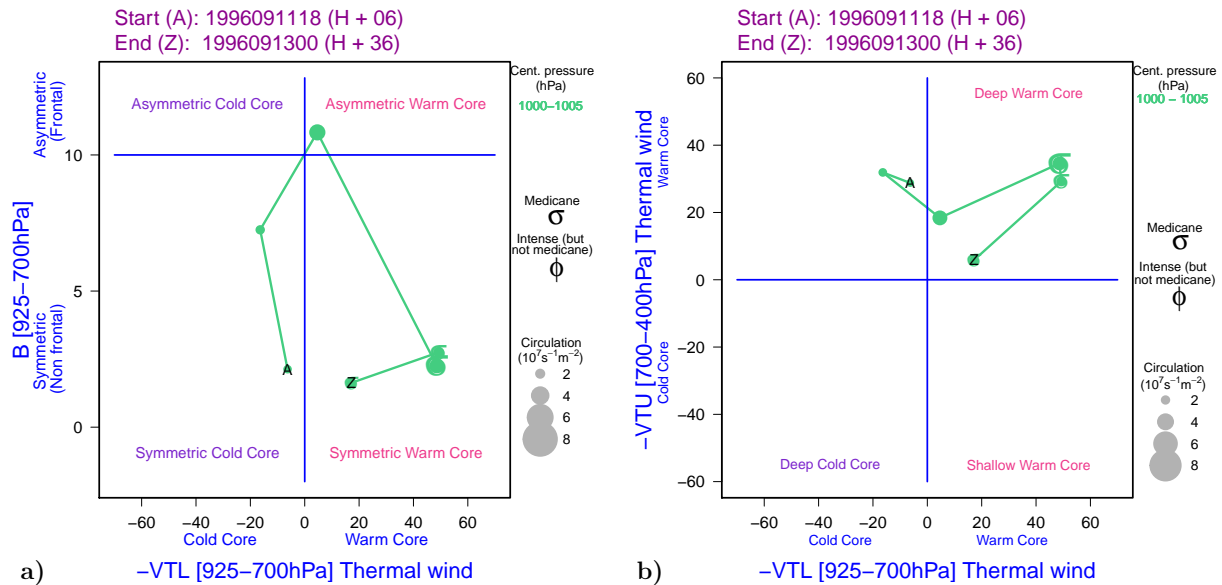 Start (A): 1996091118 (H + 06)
End (Z): 1996091300 (H + 36)
Asymmetric Cold Core
Asymmetric Warm Core
Symmetric Cold Core
Symmetric Warm Core
A
Z
B [925−700hPa]
Asymmetric
(Frontal)
Symmetric
(Non frontal)
10
5
0
−60 −40 −20 0 20 40 60
Cold Core
Warm Core
−VTL [925−700hPa] Thermal wind
Cent. pressure
(hPa)
1000−1005
Medicane
σ
Intense (but
not medicane)
ϕ
Circulation
(10⁷s⁻¹m⁻²)
2
4
6
8
a)
Start (A): 1996091118 (H + 06)
End (Z): 1996091300 (H + 36)
Deep Warm Core
Deep Cold Core
Shallow Warm Core
A
Z
−VTU [700−400hPa] Thermal wind
Warm Core
Cold Core
60
40
20
0
−20
−40
−60
−60 −40 −20 0 20 40 60
Cold Core
Warm Core
−VTL [925−700hPa] Thermal wind
Cent. pressure
(hPa)
1000 − 1005
Medicane
σ
Intense (but
not medicane)
ϕ
Circulation
(10⁷s⁻¹m⁻²)
2
4
6
8
b)